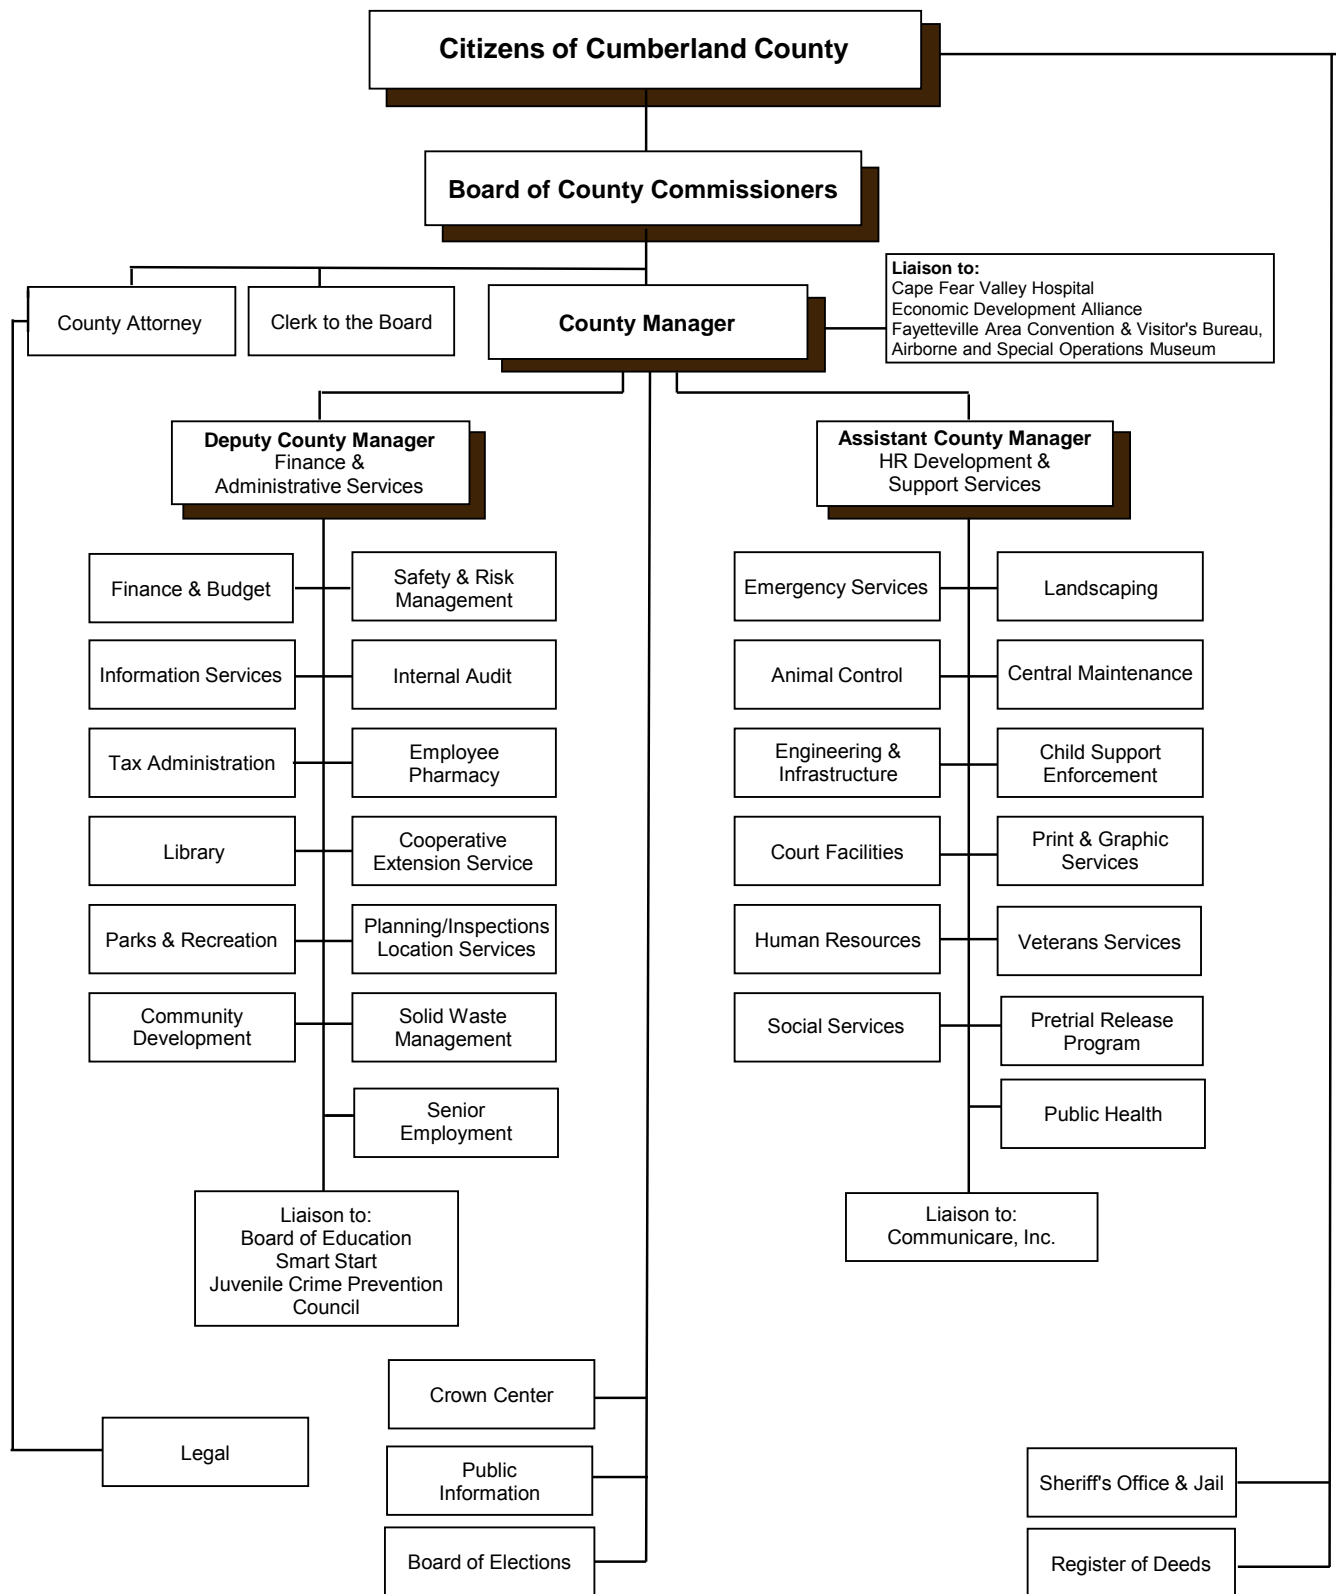 Citizens of Cumberland County
Board of County Commissioners
County Attorney
Clerk to the Board
County Manager
Liaison to:
Cape Fear Valley Hospital
Economic Development Alliance
Fayetteville Area Convention & Visitor's Bureau,
Airborne and Special Operations Museum
Deputy County Manager
Finance &
Administrative Services
Assistant County Manager
HR Development &
Support Services
Finance & Budget
Safety & Risk
Management
Information Services
Internal Audit
Tax Administration
Employee
Pharmacy
Library
Cooperative
Extension Service
Parks & Recreation
Planning/Inspections
Location Services
Community
Development
Solid Waste
Management
Senior
Employment
Liaison to:
Board of Education
Smart Start
Juvenile Crime Prevention
Council
Emergency Services
Landscaping
Animal Control
Central Maintenance
Engineering &
Infrastructure
Child Support
Enforcement
Court Facilities
Print & Graphic
Services
Human Resources
Veterans Services
Social Services
Pretrial Release
Program
Public Health
Liaison to:
Communicare, Inc.
Crown Center
Legal
Public
Information
Board of Elections
Sheriff's Office & Jail
Register of Deeds